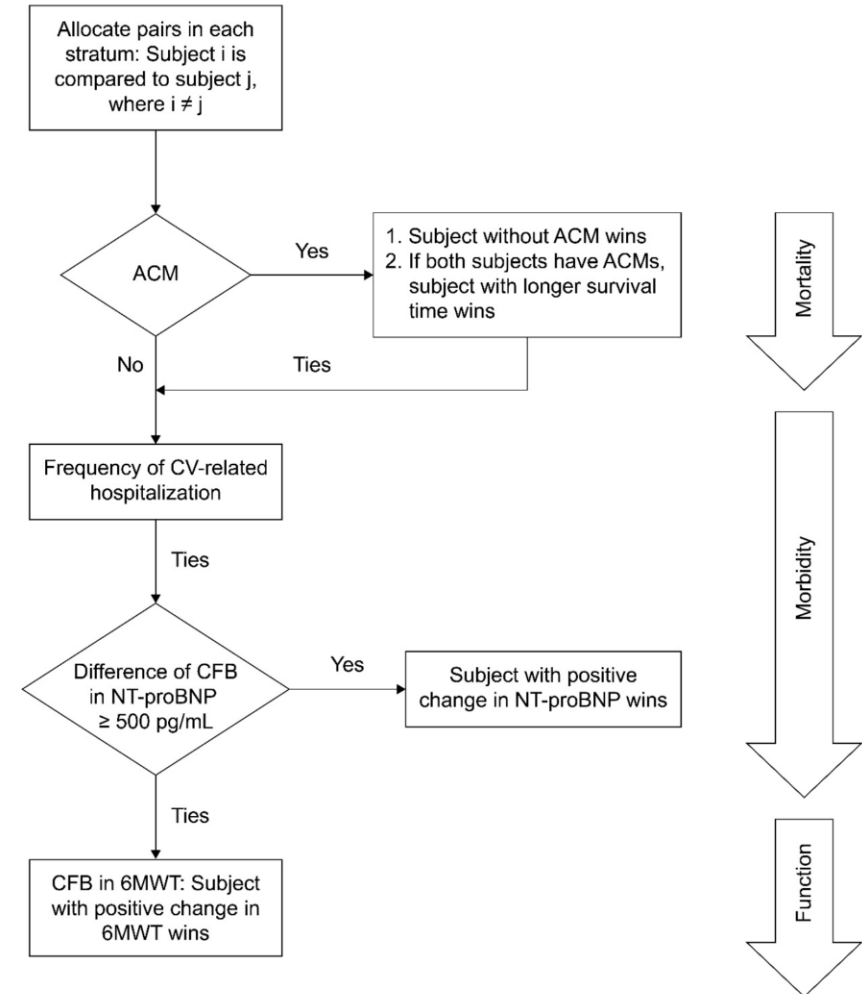 Allocate pairs in each
stratum: Subject i is
compared to subject j,
where i ≠ j
ACM
Yes
1. Subject without ACM wins
2. If both subjects have ACMs,
subject with longer survival
time wins
Mortality
No
Ties
Frequency of CV-related
hospitalization
Ties
Morbidity
Difference of CFB
in NT-proBNP
≥ 500 pg/mL
Yes
Subject with positive
change in NT-proBNP wins
Ties
CFB in 6MWT: Subject
with positive change in
6MWT wins
Function